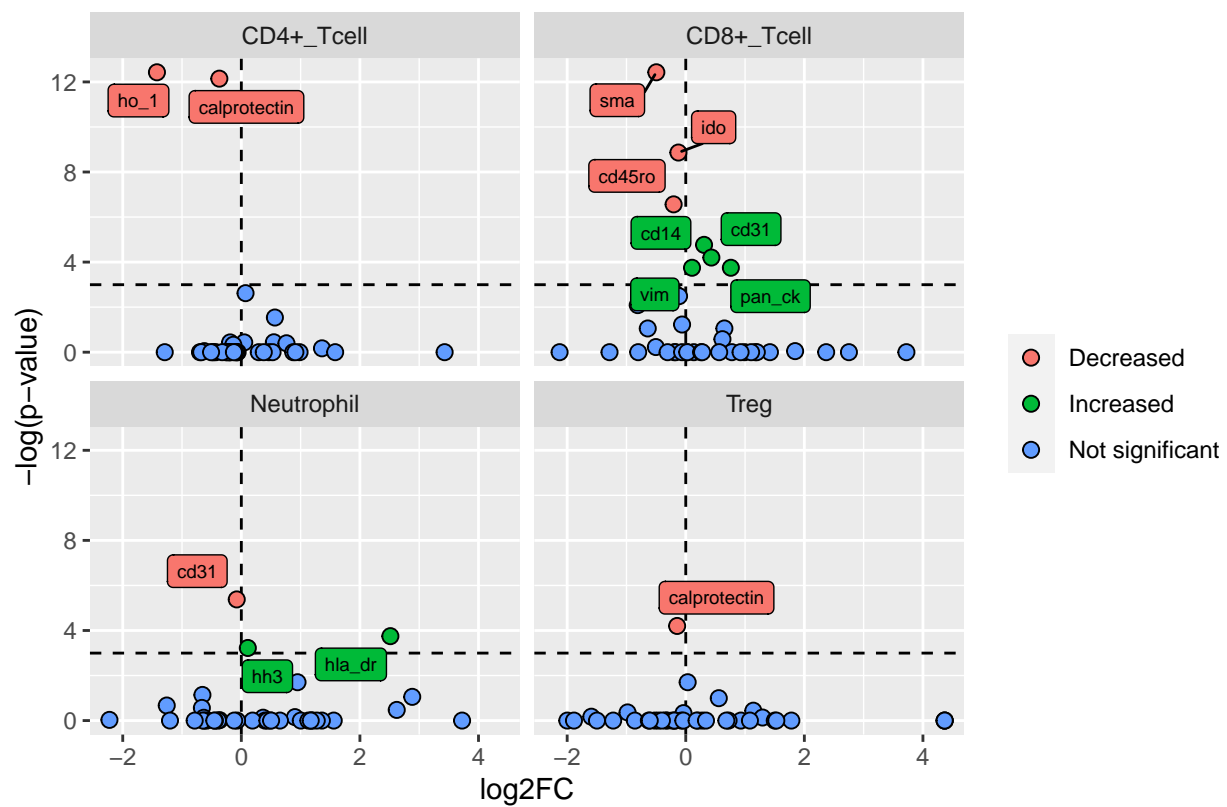 CD4+_Tcell
CD8+_Tcell
ho_1
calprotectin
sma
ido
cd45ro
cd14
cd31
vim
pan_ck
12
8
4
0
Neutrophil
Treg
cd31
hh3
hla_dr
calprotectin
12
8
4
0
−2
0
2
4
−2
0
2
4
log2FC
−log(p−value)
Decreased
Increased
Not significant